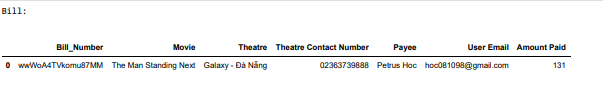 Bill:
Bill_Number Movie Theatre Theatre Contact Number Payee User Email Amount Paid
0 wwWoA4TVkomu87MM The Man Standing Next Galaxy - Đà Nẵng 02363739888 Petrus Hoc hoc081098@gmail.com 131